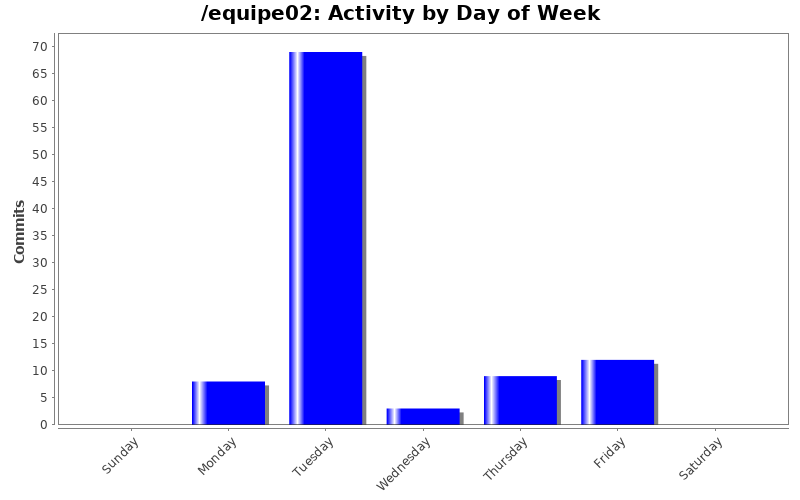 /equipe02: Activity by Day of Week
Commits
70
65
60
55
50
45
40
35
30
25
20
15
10
5
0
Sunday
Monday
Tuesday
Wednesday
Thursday
Friday
Saturday